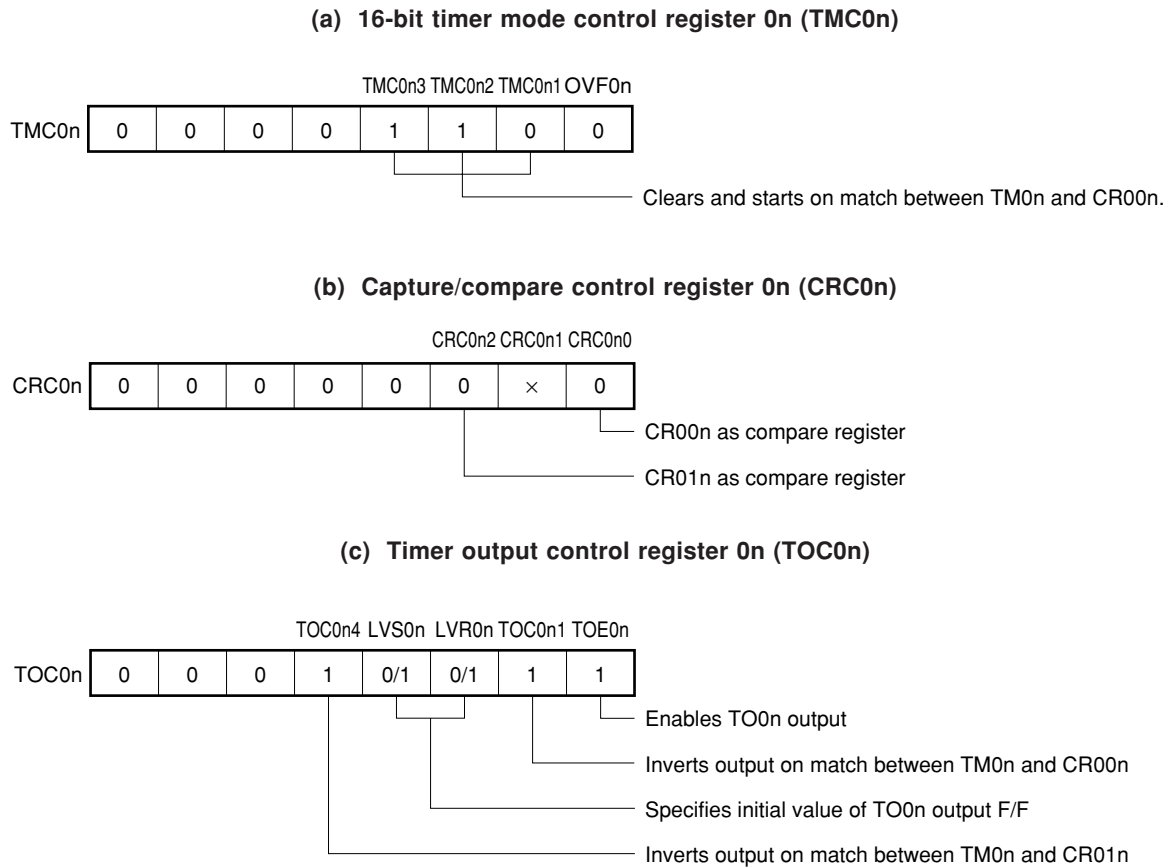 (a) 16-bit timer mode control register 0n (TMC0n)
TMC0n3 TMC0n2 TMC0n1 OVF0n
TMC0n 0 0 0 0 1 1 0 0
Clears and starts on match between TM0n and CR00n.
(b) Capture/compare control register 0n (CRC0n)
CRC0n2 CRC0n1 CRC0n0
CRC0n 0 0 0 0 0 0 × 0
CR00n as compare register
CR01n as compare register
(c) Timer output control register 0n (TOC0n)
TOC0n4 LVS0n LVR0n TOC0n1 TOE0n
TOC0n 0 0 0 1 0/1 0/1 1 1
Enables TO0n output
Inverts output on match between TM0n and CR00n
Specifies initial value of TO0n output F/F
Inverts output on match between TM0n and CR01n